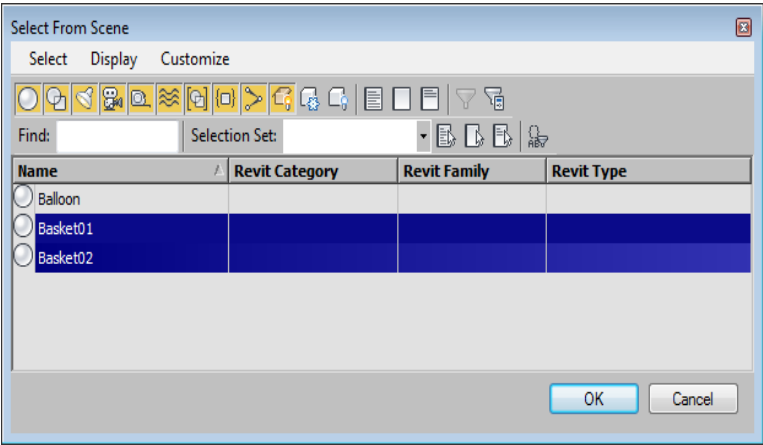 Select From Scene
Select Display Customize
Find: Selection Set:
Name Revit Category Revit Family Revit Type
Balloon
Basket01
Basket02
OK Cancel